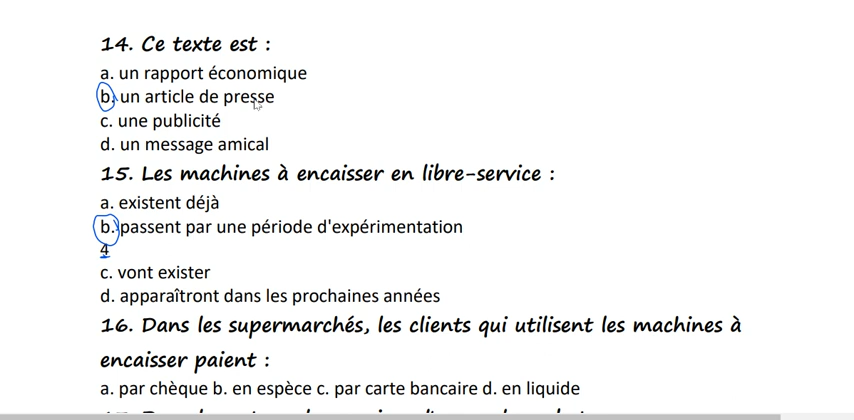 14. Ce texte est :
a. un rapport économique
b. un article de presse
c. une publicité
d. un message amical
15. Les machines à encaisser en libre-service :
a. existent déjà
b. passent par une période d'expérimentation
4
c. vont exister
d. apparaîtront dans les prochaines années
16. Dans les supermarchés, les clients qui utilisent les machines à
encaisser paient :
a. par chèque b. en espèce c. par carte bancaire d. en liquide